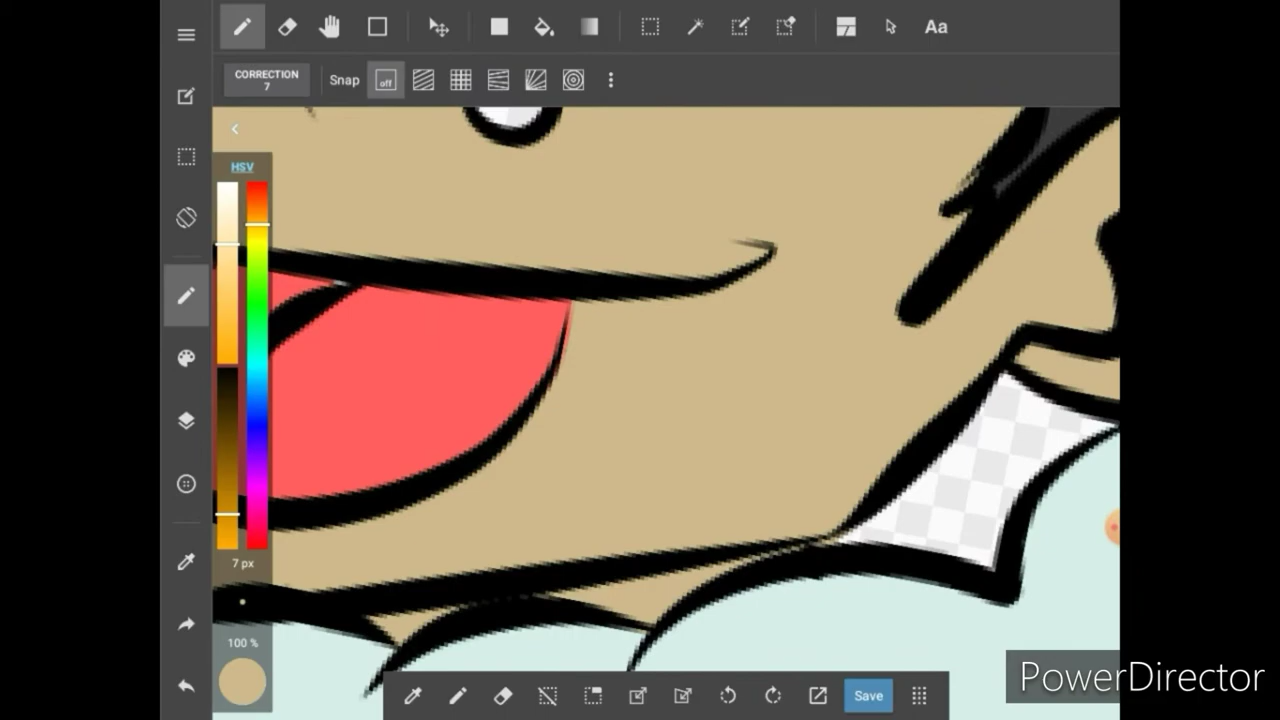 Aa
CORRECTION
7
Snap
off
HSV
7 px
100 %
Save
PowerDirector